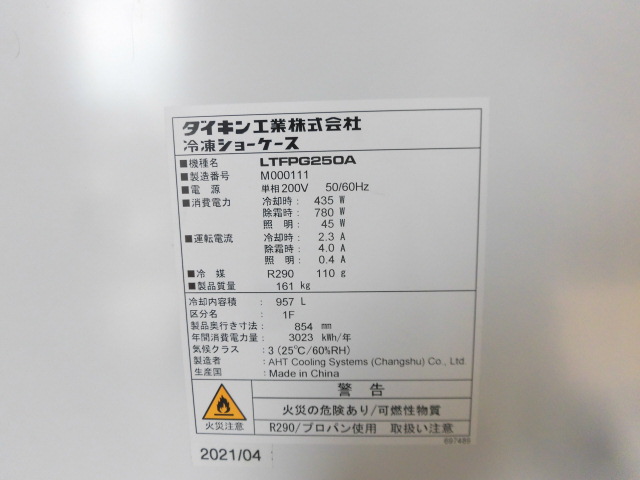 ダイキン工業株式会社
冷凍ショーケース
■機種名 LTFPG250A
■製造番号 M000111
■電 源 単相200V 50/60Hz
■消費電力 冷却時: 435 W
除霜時: 780 W
照 明: 45 W
■運転電流 冷却時: 2.3 A
除霜時: 4.0 A
照 明: 0.4 A
■冷 媒 R290 110 g
■製品質量 161 kg
冷却内容積 : 957 L
区分名 : 1F
製品奥行き寸法: 854 mm
年間消費電力量: 3023 kWh/年
気候クラス : 3 (25℃/60%RH)
製造者 : AHT Cooling Systems (Changshu) Co., Ltd.
生産国 : Made in China
警 告
火災の危険あり/可燃性物質
火災注意 R290/プロパン使用 取扱い注意
2021/04